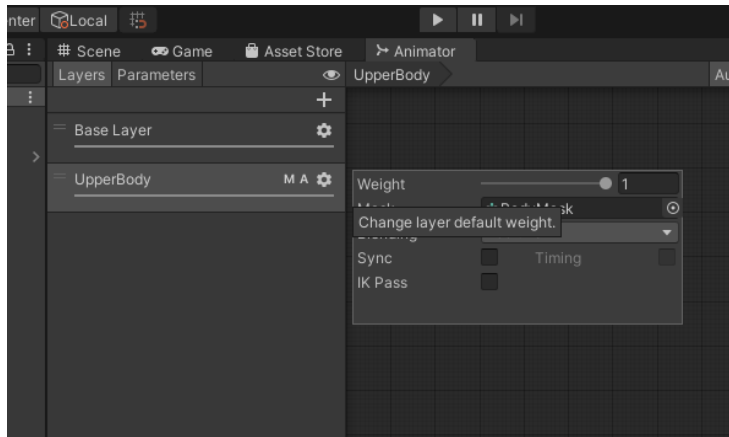 nter Local
# Scene Game Asset Store Animator
Layers Parameters UpperBody Au
Base Layer
UpperBody M A
Weight 1
Change layer default weight.
Sync Timing
IK Pass